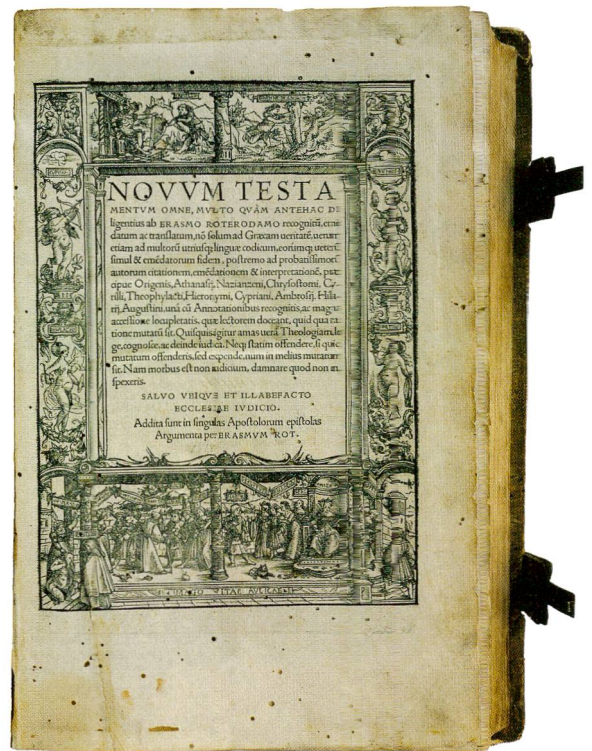 NOVVM TESTA
MENTVM OMNE, MVLTO QVÀM ANTEHAC DI
ligentius ab ERASMO ROTERODAMO recognitū, emē
datum ac translatum, nō solum ad Græcam ueritatē, uerum
etiam ad multorū utriusq; linguæ codicum, eorumq; ueterū
simul & emēdatorum fidem, postremo ad probatissimorū
autorum citationem, emēdationem & interpretationē, præ
cipue Origenis, Athanasij, Nazianzeni, Chrysostomi, Cy-
rilli, Theophylacti, Hieronymi, Cypriani, Ambrosij, Hila
rij, Augustini, unà cū Annotationibus recognitis, ac magna
accessione locupletatis, quæ lectorem doceant, quid qua ra
tione mutatū sit. Quisquis igitur amas uerā Theologiam, le
ge, cognosce, ac deinde iudica. Neq; statim offendere, si quid
mutatum offenderis, sed expende, num in melius mutatum
sit. Nam morbus est non iudicium, damnare quod non in
spexeris.
SALVO VBIQVE ET ILLABEFACTO
ECCLESIAE IVDICIO.
Addita sunt in singulas Apostolorum epistolas
Argumenta per ERASMVM ROT.
IMAGO VITAE AVLICAE